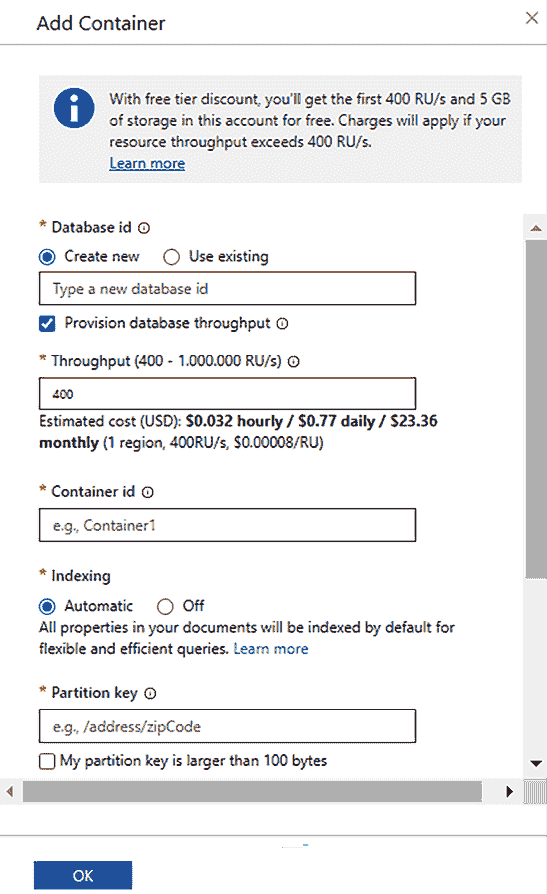 Add Container
With free tier discount, you'll get the first 400 RU/s and 5 GB
of storage in this account for free. Charges will apply if your
resource throughput exceeds 400 RU/s.
Learn more
* Database id
Create new Use existing
Type a new database id
Provision database throughput
* Throughput (400 - 1.000.000 RU/s)
400
Estimated cost (USD): $0.032 hourly / $0.77 daily / $23.36
monthly (1 region, 400RU/s, $0.00008/RU)
* Container id
e.g., Container1
* Indexing
Automatic Off
All properties in your documents will be indexed by default for
flexible and efficient queries. Learn more
* Partition key
e.g., /address/zipCode
My partition key is larger than 100 bytes
OK